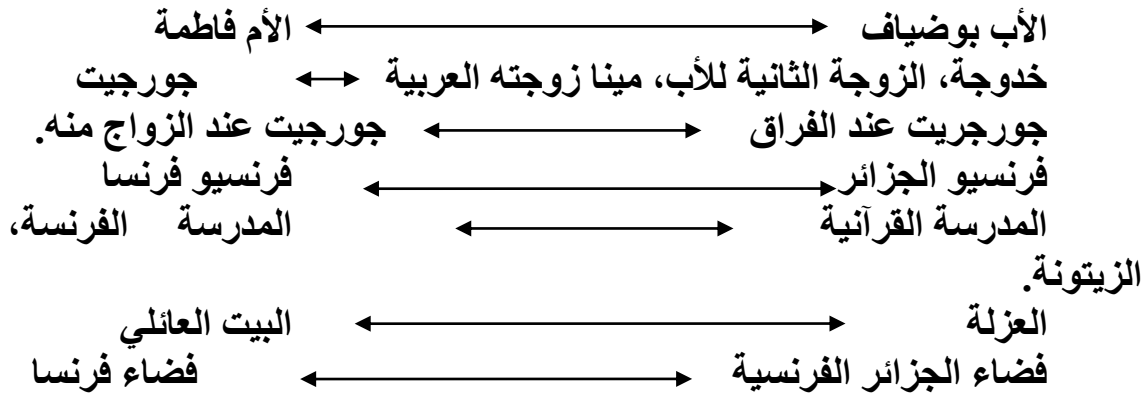 الأب بوضياف ⟷ الأم فاطمة
خدوجة، الزوجة الثانية للأب، مينا زوجته العربية ⟷ جورجيت
جورجريت عند الفراق ⟷ جورجيت عند الزواج منه.
فرنسيو الجزائر ⟷ فرنسيو فرنسا
المدرسة القرآنية ⟷ المدرسة الفرنسة،
الزيتونة.
العزلة ⟷ البيت العائلي
فضاء الجزائر الفرنسية ⟷ فضاء فرنسا